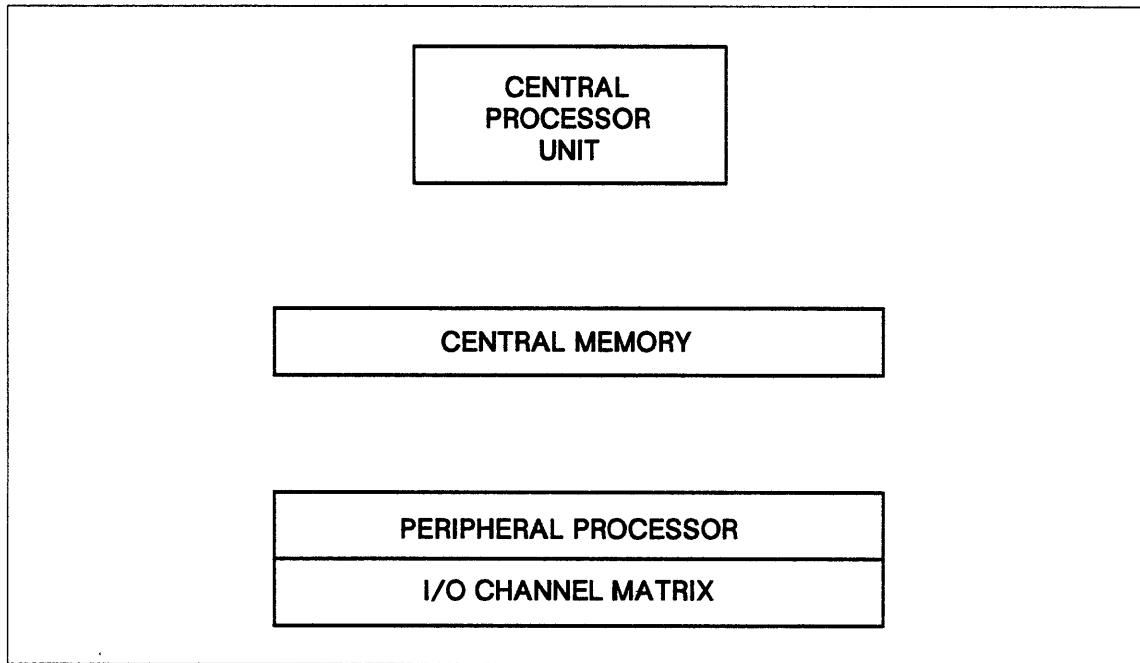 CENTRAL
PROCESSOR
UNIT
CENTRAL MEMORY
PERIPHERAL PROCESSOR
I/O CHANNEL MATRIX